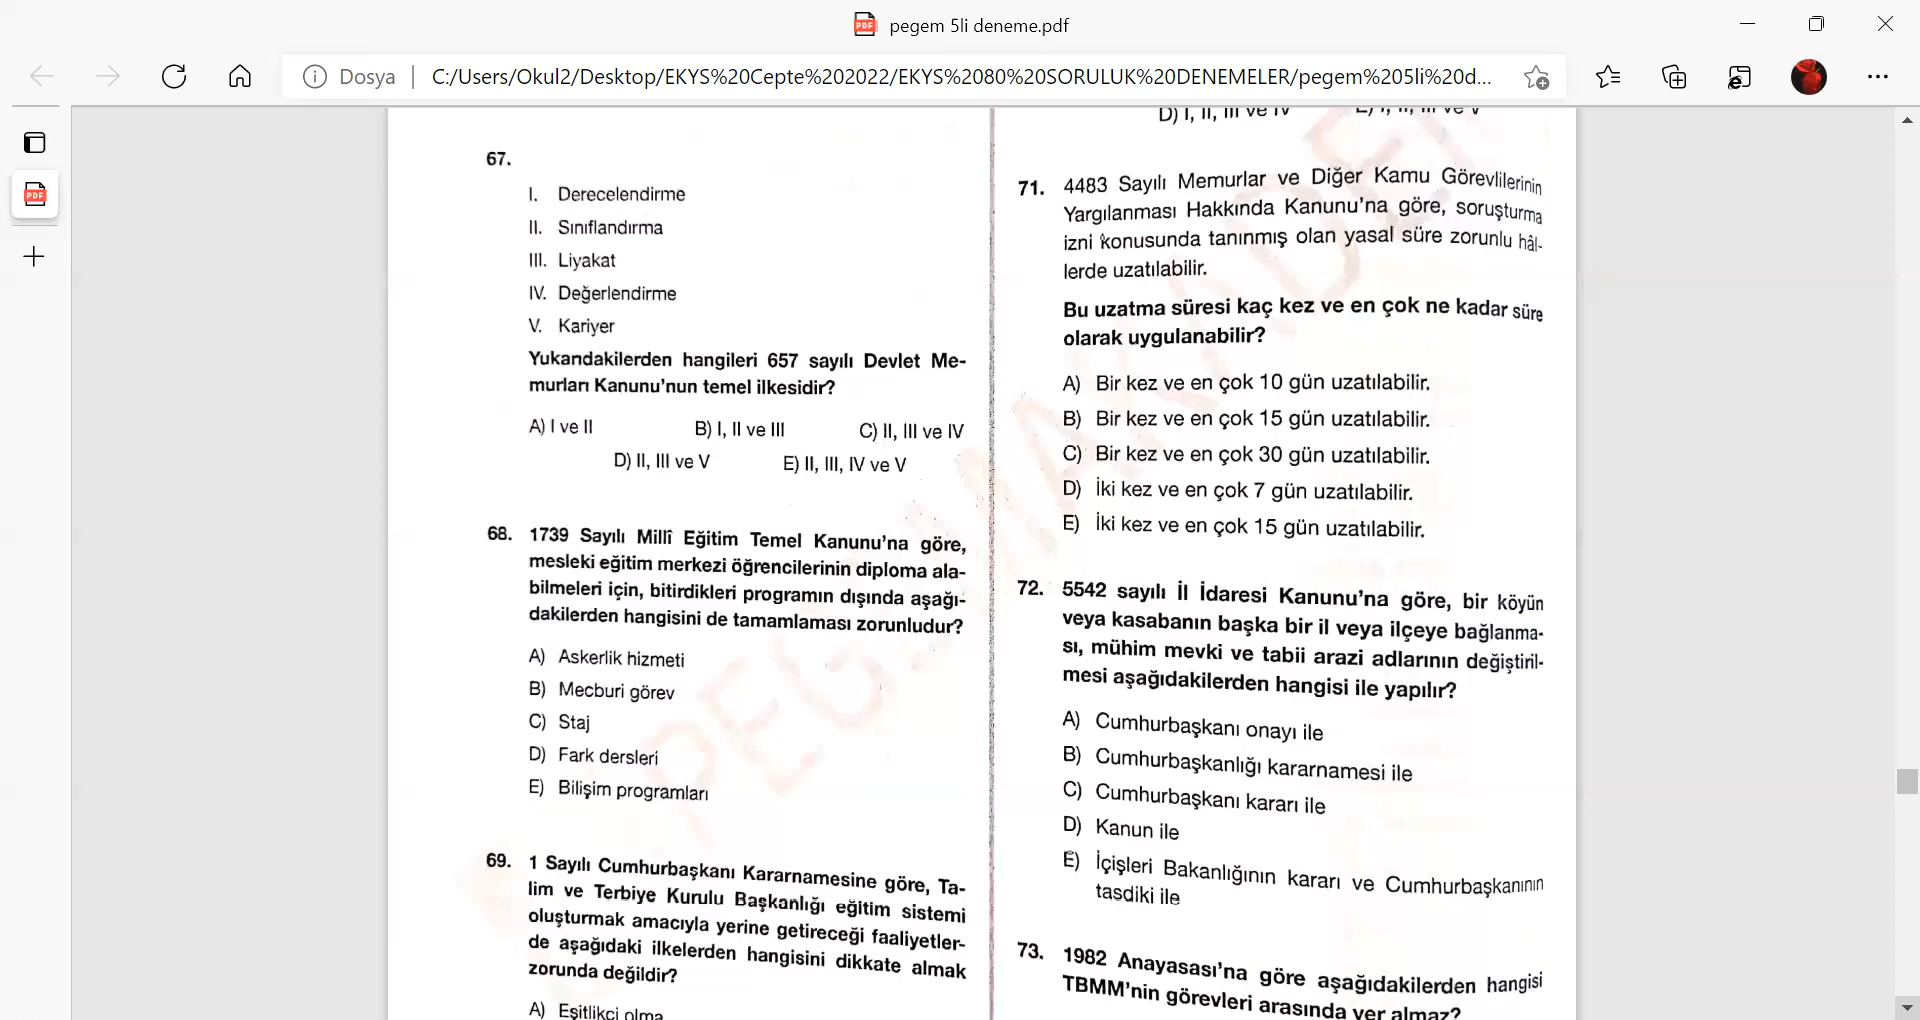 pegem 5li deneme.pdf
Dosya
C:/Users/Okul2/Desktop/EKYS%20Cepte%202022/EKYS%2080%20SORULUK%20DENEMELER/pegem%205li%20d...
67.
I. Derecelendirme
II. Sınıflandırma
III. Liyakat
IV. Değerlendirme
V. Kariyer
Yukarıdakilerden hangileri 657 sayılı Devlet Me-
murları Kanunu'nun temel ilkesidir?
A) I ve II B) I, II ve III C) II, III ve IV
D) II, III ve V E) II, III, IV ve V
68. 1739 Sayılı Millî Eğitim Temel Kanunu'na göre,
mesleki eğitim merkezi öğrencilerinin diploma ala-
bilmeleri için, bitirdikleri programın dışında aşağı-
dakilerden hangisini de tamamlaması zorunludur?
A) Askerlik hizmeti
B) Mecburi görev
C) Staj
D) Fark dersleri
E) Bilişim programları
69. 1 Sayılı Cumhurbaşkanı Kararnamesine göre, Ta-
lim ve Terbiye Kurulu Başkanlığı eğitim sistemi
oluşturmak amacıyla yerine getireceği faaliyetler-
de aşağıdaki ilkelerden hangisini dikkate almak
zorunda değildir?
A) Eşitlikçi olma
D) I, II, III ve IV E) I, II, III ve V
71. 4483 Sayılı Memurlar ve Diğer Kamu Görevlilerinin
Yargılanması Hakkında Kanunu'na göre, soruşturma
izni konusunda tanınmış olan yasal süre zorunlu hâl-
lerde uzatılabilir.
Bu uzatma süresi kaç kez ve en çok ne kadar süre
olarak uygulanabilir?
A) Bir kez ve en çok 10 gün uzatılabilir.
B) Bir kez ve en çok 15 gün uzatılabilir.
C) Bir kez ve en çok 30 gün uzatılabilir.
D) İki kez ve en çok 7 gün uzatılabilir.
E) İki kez ve en çok 15 gün uzatılabilir.
72. 5542 sayılı İl İdaresi Kanunu'na göre, bir köyün
veya kasabanın başka bir il veya ilçeye bağlanma-
sı, mühim mevki ve tabii arazi adlarının değiştiril-
mesi aşağıdakilerden hangisi ile yapılır?
A) Cumhurbaşkanı onayı ile
B) Cumhurbaşkanlığı kararnamesi ile
C) Cumhurbaşkanı kararı ile
D) Kanun ile
E) İçişleri Bakanlığının kararı ve Cumhurbaşkanının
tasdiki ile
73. 1982 Anayasası'na göre aşağıdakilerden hangisi
TBMM'nin görevleri arasında yer almaz?